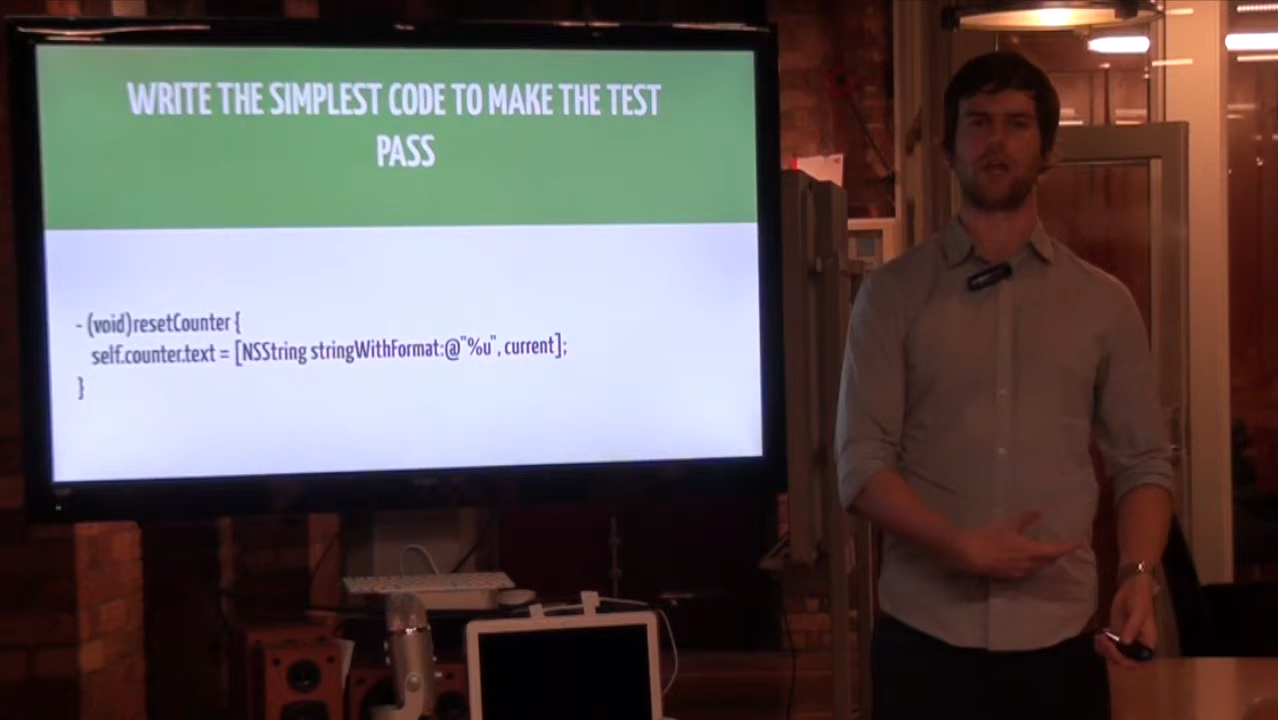 WRITE THE SIMPLEST CODE TO MAKE THE TEST
PASS
- (void)resetCounter {
self.counter.text = [NSString stringWithFormat:@"%u", current];
}